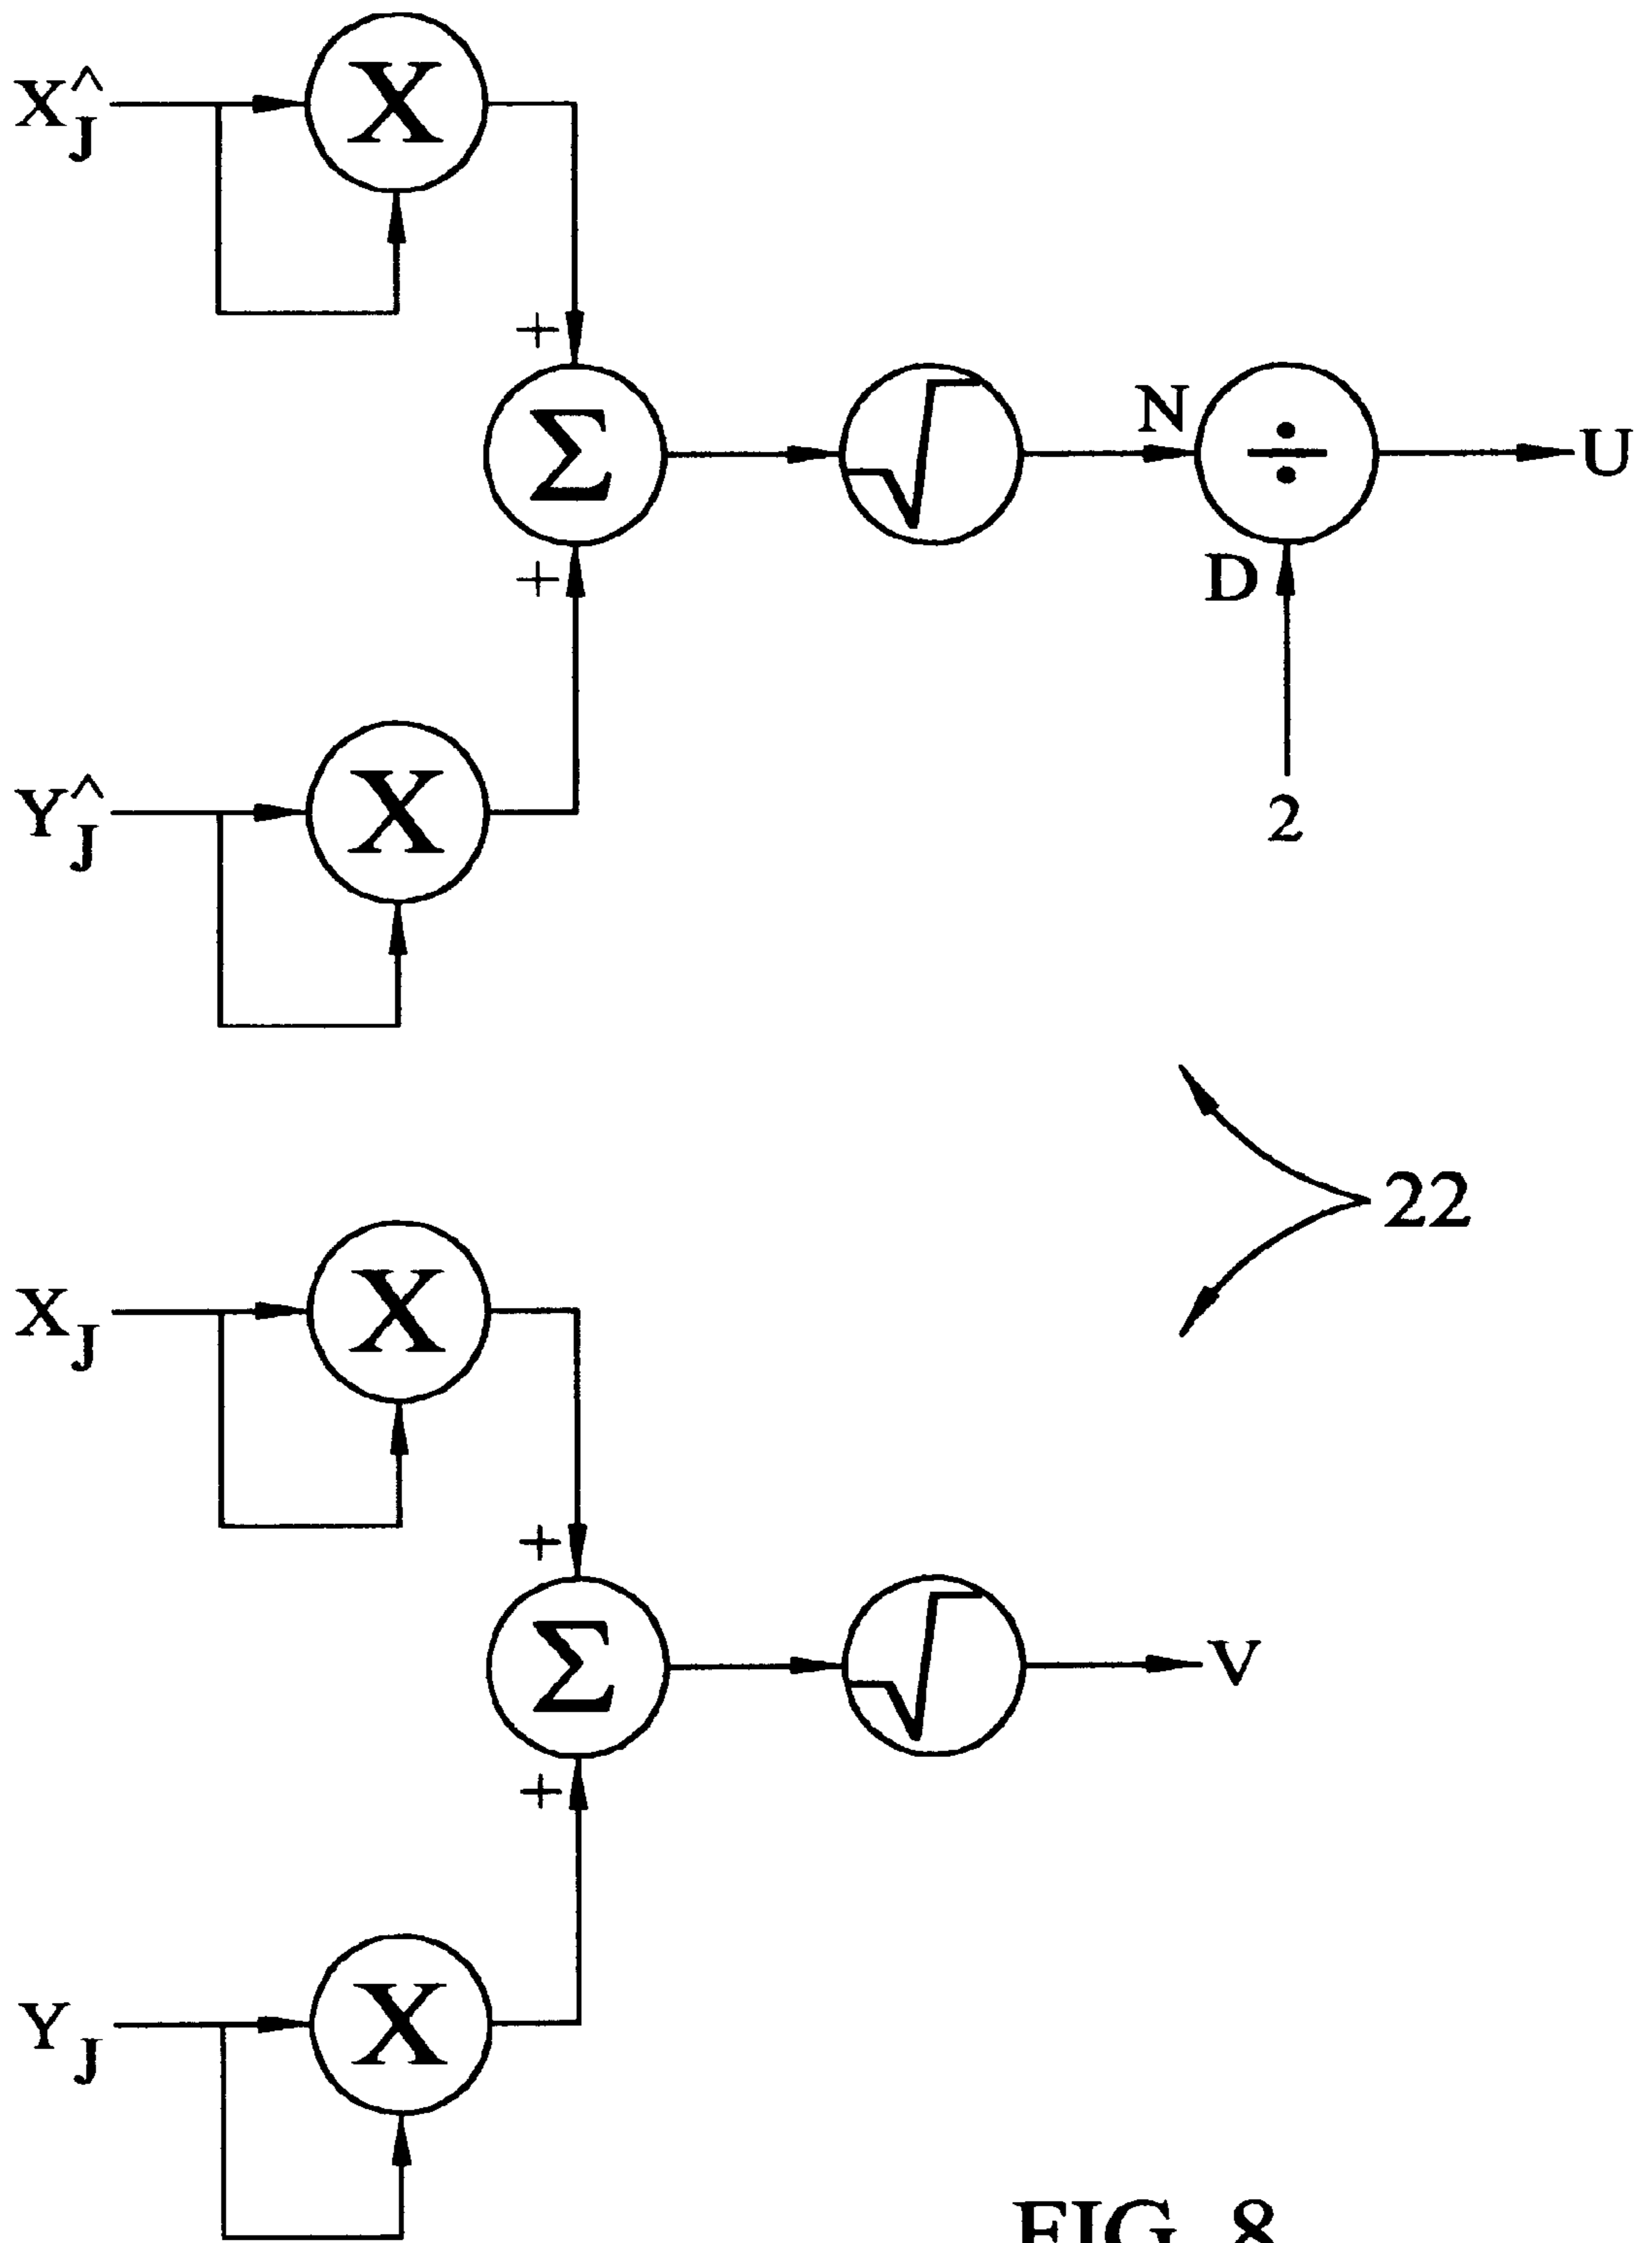 X^J
X
+
Σ
√
N
÷
U
+
D
2
Y^J
X
22
XJ
X
+
Σ
√
V
+
YJ
X
FIG. 8